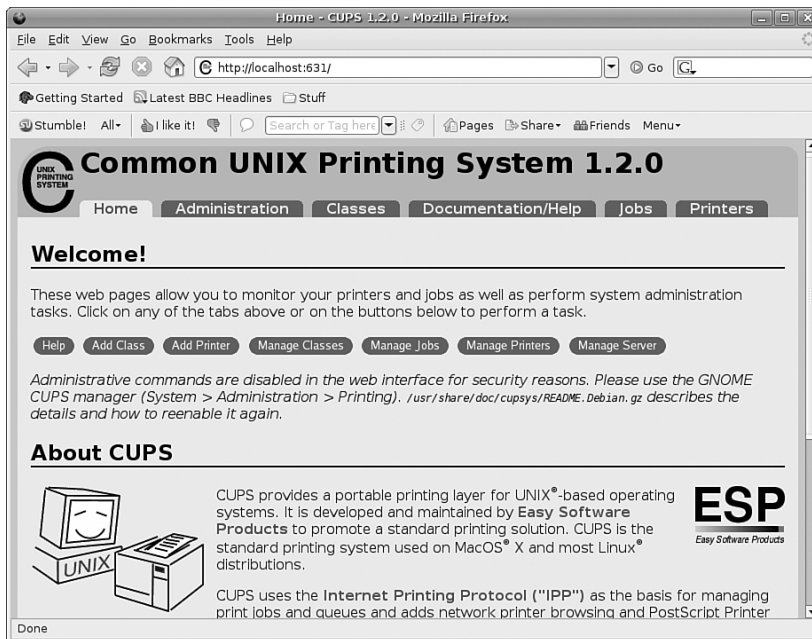 Home - CUPS 1.2.0 - Mozilla Firefox
File Edit View Go Bookmarks Tools Help
http://localhost:631/ Go G
Getting Started Latest BBC Headlines Stuff
Stumble! All I like it! Search or Tag here Pages Share Friends Menu
UNIX PRINTING SYSTEM
Common UNIX Printing System 1.2.0
Home Administration Classes Documentation/Help Jobs Printers
Welcome!
These web pages allow you to monitor your printers and jobs as well as perform system administration
tasks. Click on any of the tabs above or on the buttons below to perform a task.
Help Add Class Add Printer Manage Classes Manage Jobs Manage Printers Manage Server
Administrative commands are disabled in the web interface for security reasons. Please use the GNOME
CUPS manager (System > Administration > Printing). /usr/share/doc/cupsys/README.Debian.gz describes the
details and how to reenable it again.
About CUPS
UNIX
CUPS provides a portable printing layer for UNIX®-based operating
systems. It is developed and maintained by Easy Software
Products to promote a standard printing solution. CUPS is the
standard printing system used on MacOS® X and most Linux®
distributions.
ESP
Easy Software Products
CUPS uses the Internet Printing Protocol ("IPP") as the basis for managing
print jobs and queues and adds network printer browsing and PostScript Printer
Done